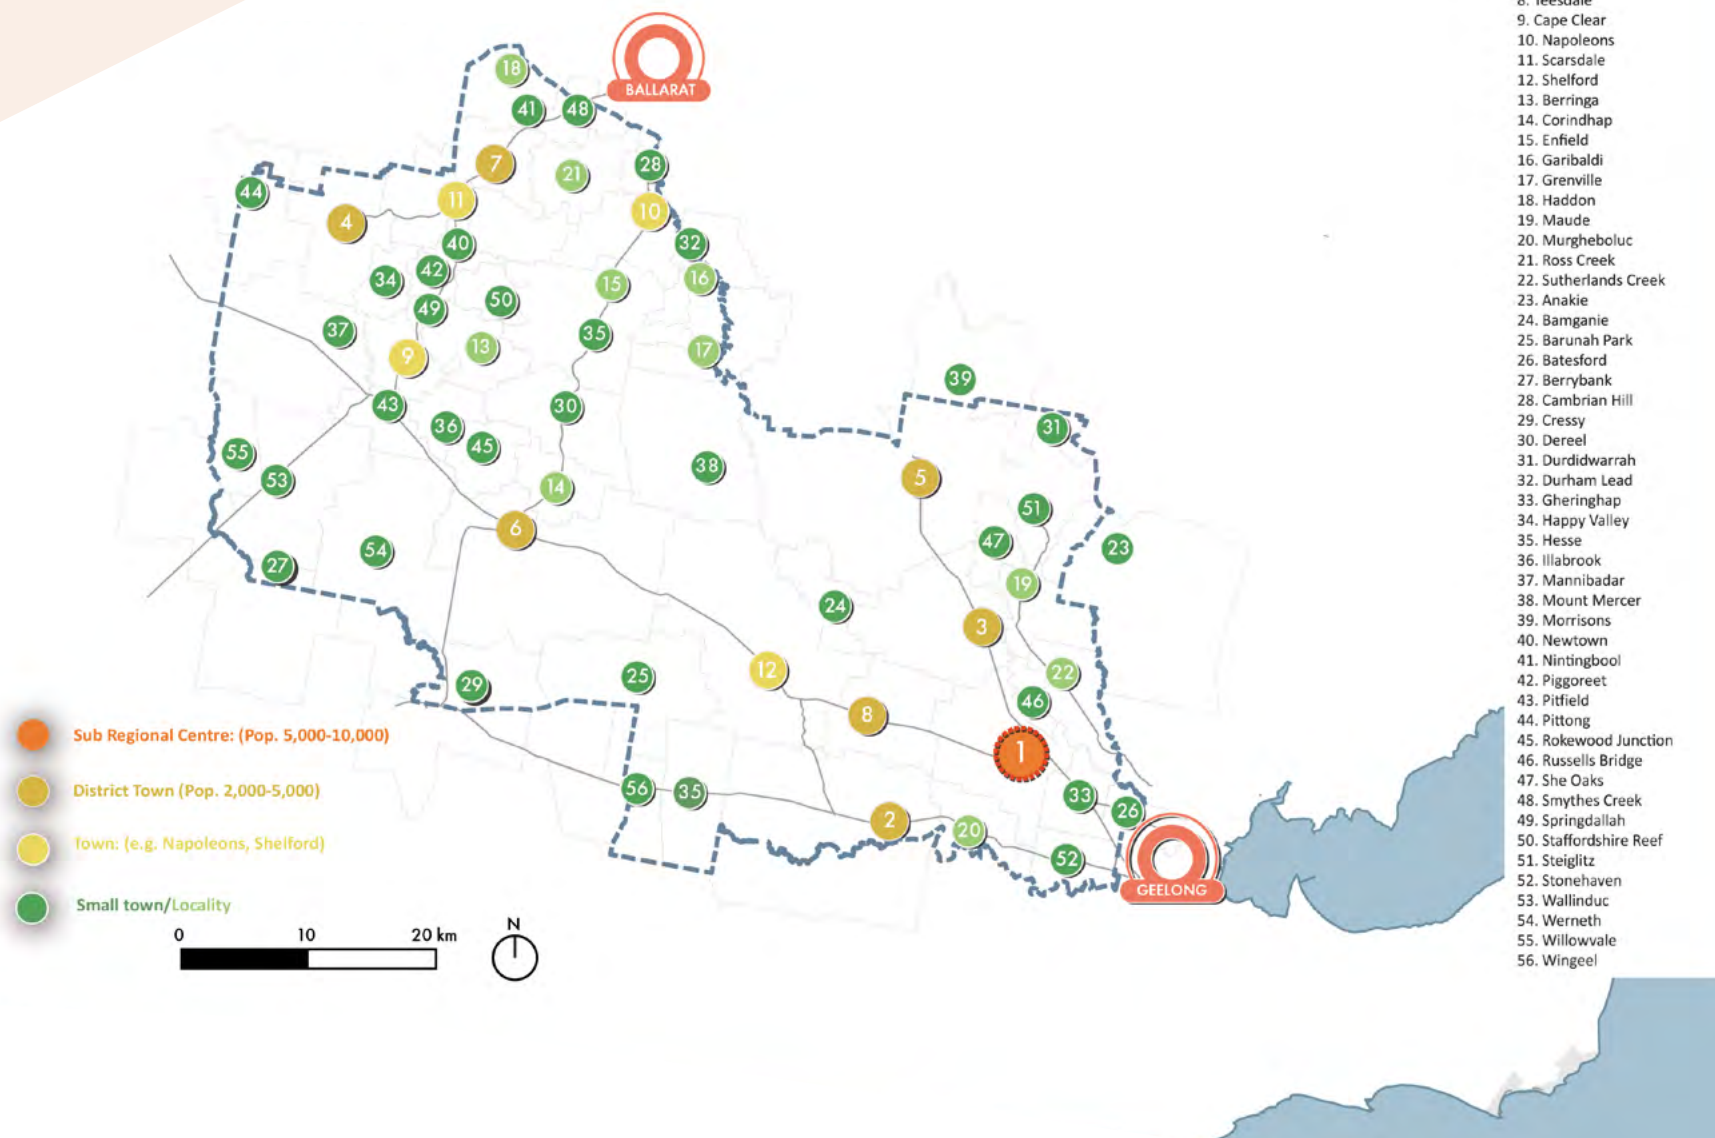 8. Teesdale
9. Cape Clear
10. Napoleons
11. Scarsdale
12. Shelford
13. Berringa
14. Corindhap
15. Enfield
16. Garibaldi
17. Grenville
18. Haddon
19. Maude
20. Murgheboluc
21. Ross Creek
22. Sutherlands Creek
23. Anakie
24. Bamganie
25. Barunah Park
26. Batesford
27. Berrybank
28. Cambrian Hill
29. Cressy
30. Dereel
31. Durdidwarrah
32. Durham Lead
33. Gheringhap
34. Happy Valley
35. Hesse
36. Illabrook
37. Mannibadar
38. Mount Mercer
39. Morrisons
40. Newtown
41. Nintingbool
42. Piggoreet
43. Pitfield
44. Pittong
45. Rokewood Junction
46. Russells Bridge
47. She Oaks
48. Smythes Creek
49. Springdallah
50. Staffordshire Reef
51. Steiglitz
52. Stonehaven
53. Wallinduc
54. Werneth
55. Willowvale
56. Wingeel
18
BALLARAT
41
48
7
21
28
44
11
4
10
40
32
34
42
16
15
49
50
37
35
13
9
17
39
43
30
36
31
45
55
38
53
5
14
51
6
47
54
23
27
19
24
3
12
22
25
29
46
8
1
56
35
33
26
2
20
52
GEELONG
Sub Regional Centre: (Pop. 5,000-10,000)
District Town (Pop. 2,000-5,000)
Town: (e.g. Napoleons, Shelford)
Small town/Locality
0 10 20 km
N